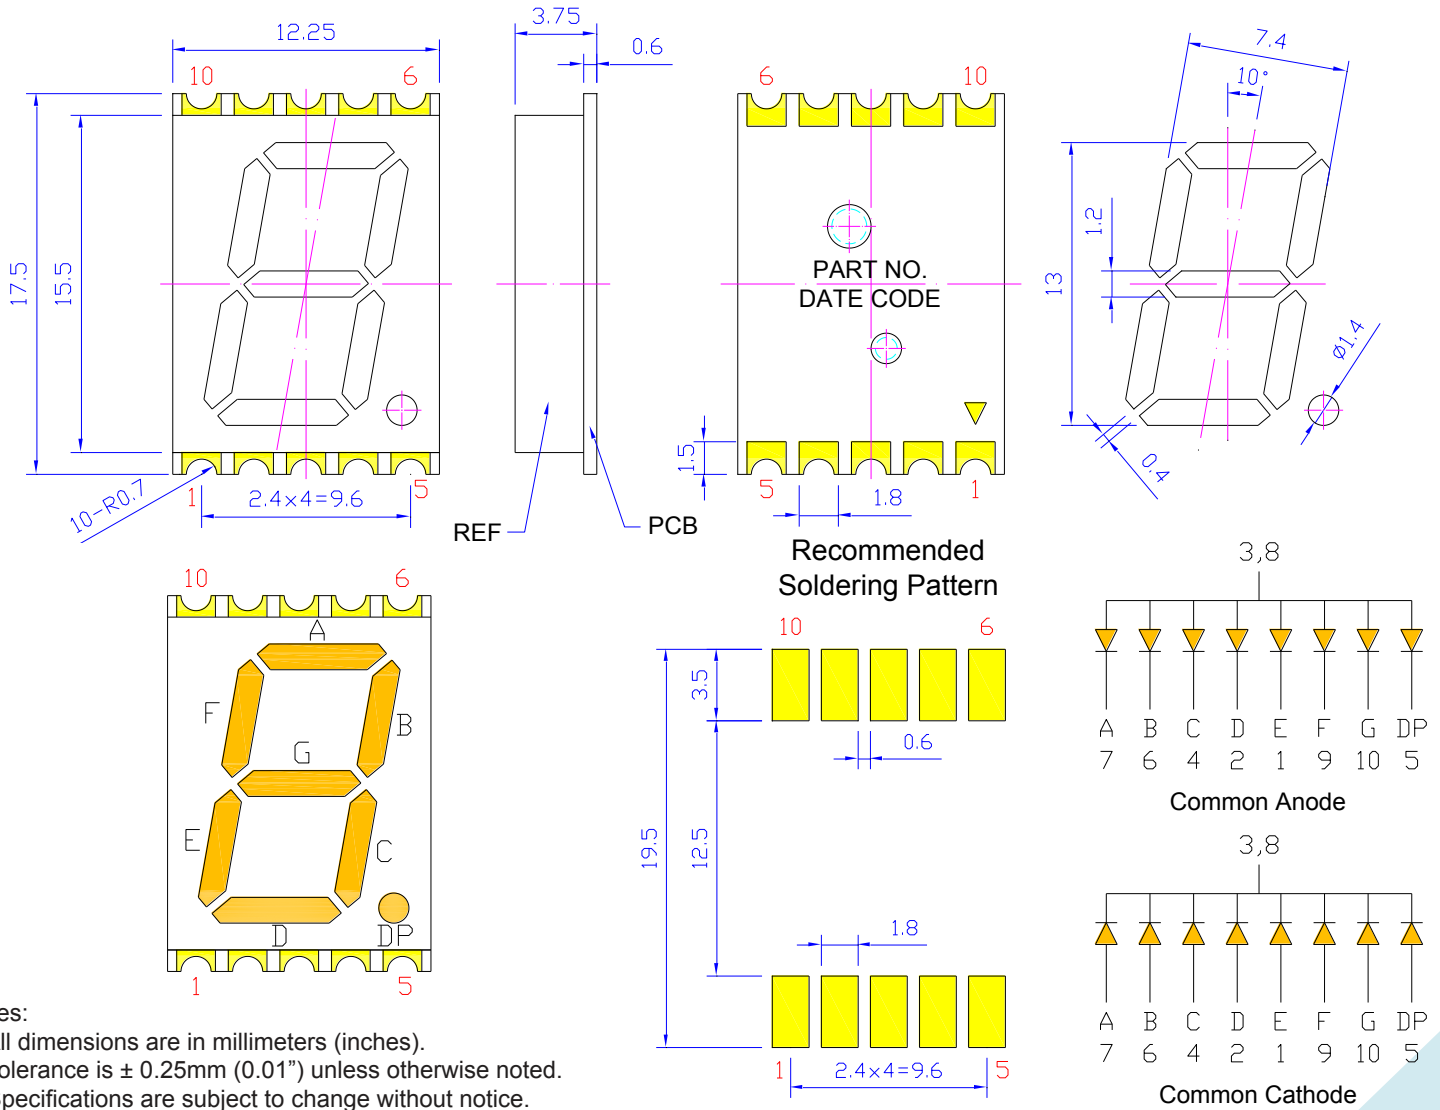 12.25
3.75
0.6
7.4
10°
10 6
6 10
17.5
15.5
13
1.2
PART NO.
DATE CODE
Ø1.4
1.5
0.4
10-R0.7
1 5
2.4x4=9.6
5 1
1.8
REF
PCB
Recommended
Soldering Pattern
10 6
A
F
B
G
E
C
D
DP
1 5
10 6
3.5
0.6
19.5
12.5
1.8
1 5
2.4x4=9.6
3,8
A B C D E F G DP
7 6 4 2 1 9 10 5
Common Anode
3,8
A B C D E F G DP
7 6 4 2 1 9 10 5
Common Cathode
es:
ll dimensions are in millimeters (inches).
olerance is ± 0.25mm (0.01”) unless otherwise noted.
pecifications are subject to change without notice.